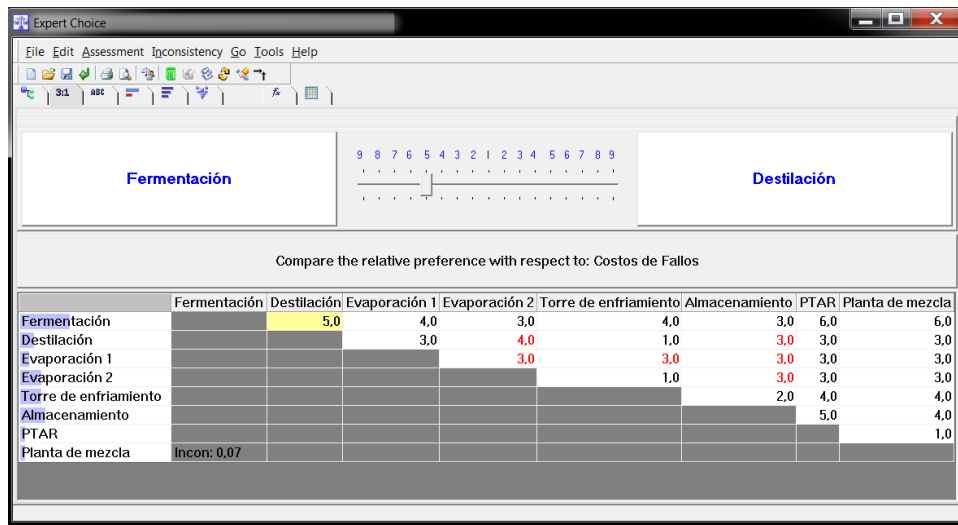 Expert Choice
File Edit Assessment Inconsistency Go Tools Help
3:1 ABC fx
9 8 7 6 5 4 3 2 1 2 3 4 5 6 7 8 9
Fermentación Destilación
Compare the relative preference with respect to: Costos de Fallos
Fermentación Destilación Evaporación 1 Evaporación 2 Torre de enfriamiento Almacenamiento PTAR Planta de mezcla
Fermentación 5,0 4,0 3,0 4,0 3,0 6,0 6,0
Destilación 3,0 4,0 1,0 3,0 3,0 3,0
Evaporación 1 3,0 3,0 3,0 3,0 3,0
Evaporación 2 1,0 3,0 3,0 3,0
Torre de enfriamiento 2,0 4,0 4,0
Almacenamiento 5,0 4,0
PTAR 1,0
Planta de mezcla Incon: 0,07